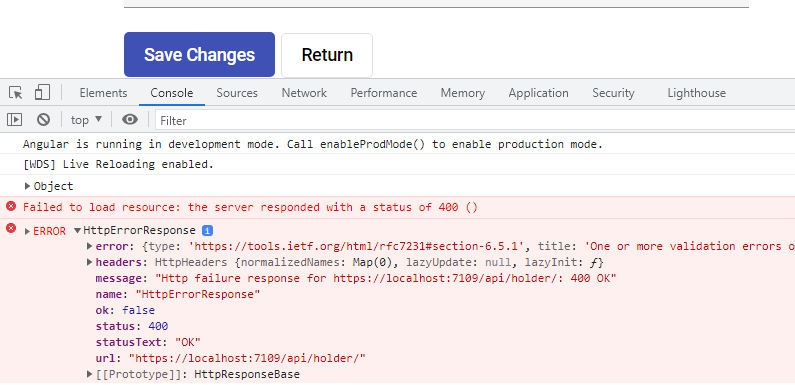 Save Changes Return
Elements Console Sources Network Performance Memory Application Security Lighthouse
top ▼ Filter
Angular is running in development mode. Call enableProdMode() to enable production mode.
[WDS] Live Reloading enabled.
▶ Object
Failed to load resource: the server responded with a status of 400 ()
▶ ERROR ▼ HttpErrorResponse i
▶ error: {type: 'https://tools.ietf.org/html/rfc7231#section-6.5.1', title: 'One or more validation errors o
▶ headers: HttpHeaders {normalizedNames: Map(0), lazyUpdate: null, lazyInit: ƒ}
message: "Http failure response for https://localhost:7109/api/holder/: 400 OK"
name: "HttpErrorResponse"
ok: false
status: 400
statusText: "OK"
url: "https://localhost:7109/api/holder/"
▶ [[Prototype]]: HttpResponseBase